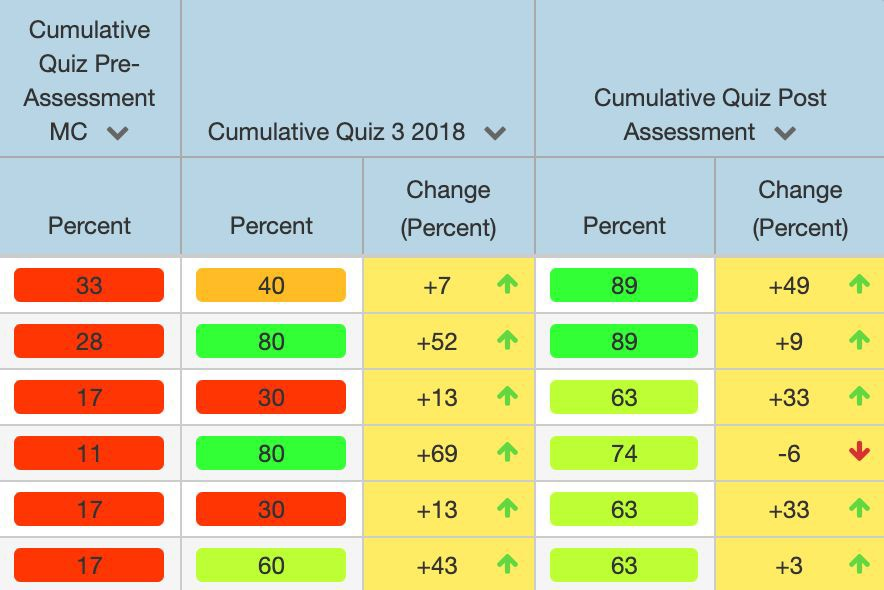 Cumulative
Quiz Pre-
Assessment
MC
Cumulative Quiz 3 2018
Cumulative Quiz Post
Assessment
Percent
Percent
Change
(Percent)
Percent
Change
(Percent)
33 40 +7 89 +49
28 80 +52 89 +9
17 30 +13 63 +33
11 80 +69 74 -6
17 30 +13 63 +33
17 60 +43 63 +3